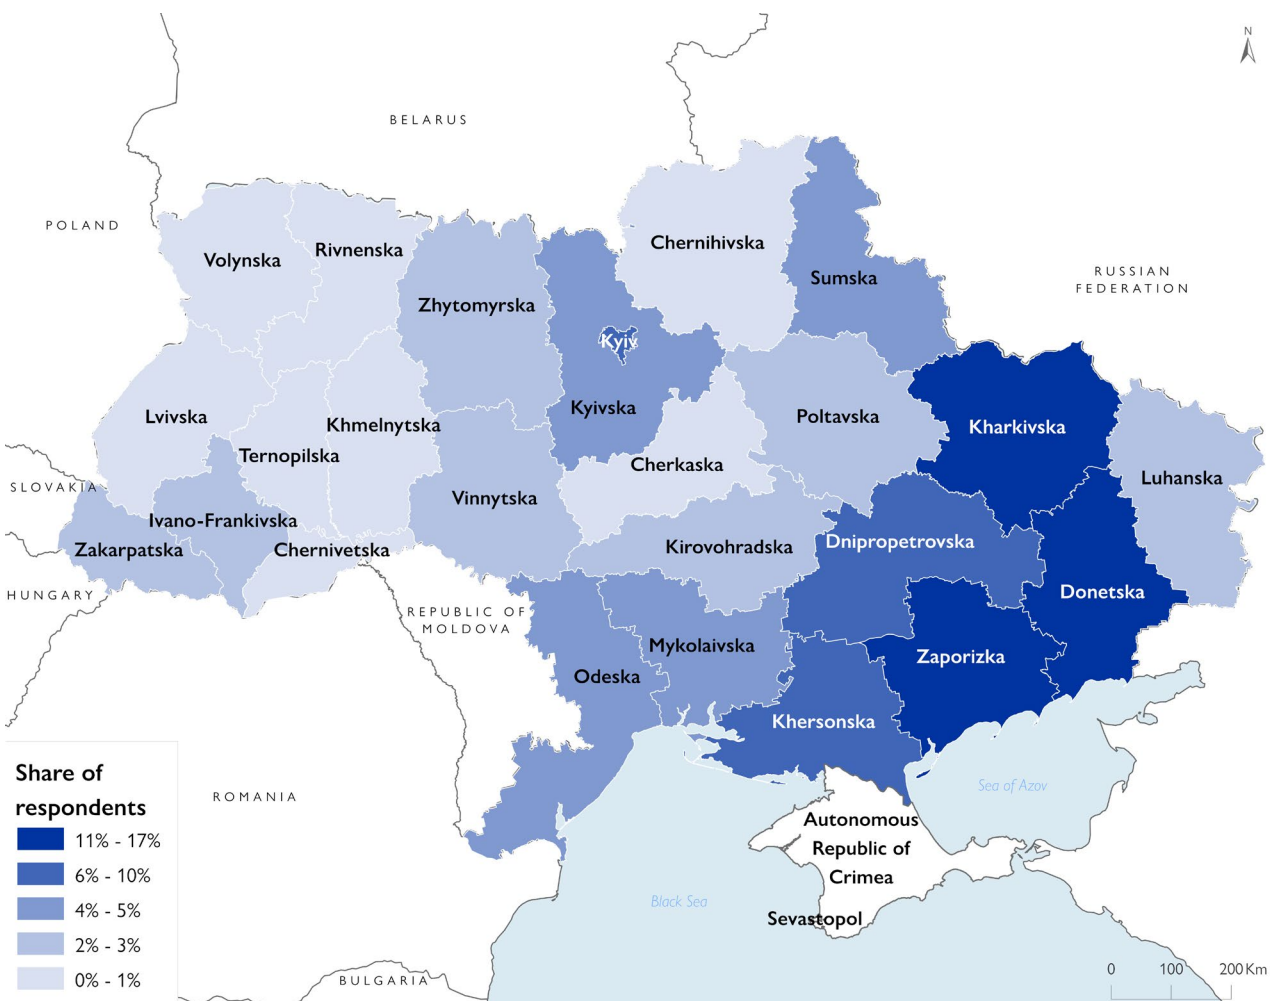 N
BELARUS
POLAND
Chernihivska
Rivnenska
Volynska
Sumska
RUSSIAN
FEDERATION
Zhytomyrska
Kyiv
Kyivska
Lvivska
Khmelnytska
Poltavska
Kharkivska
Ternopilska
Cherkaska
Luhanska
SLOVAKIA
Vinnytska
Ivano-Frankivska
Zakarpatska
Chernivetska
Kirovohradska
Dnipropetrovska
Donetska
HUNGARY
REPUBLIC OF
MOLDOVA
Mykolaivska
Zaporizka
Odeska
Khersonska
Sea of Azov
ROMANIA
Autonomous
Republic of
Crimea
Black Sea
Sevastopol
BULGARIA
Share of
respondents
11% - 17%
6% - 10%
4% - 5%
2% - 3%
0% - 1%
0 100 200 Km